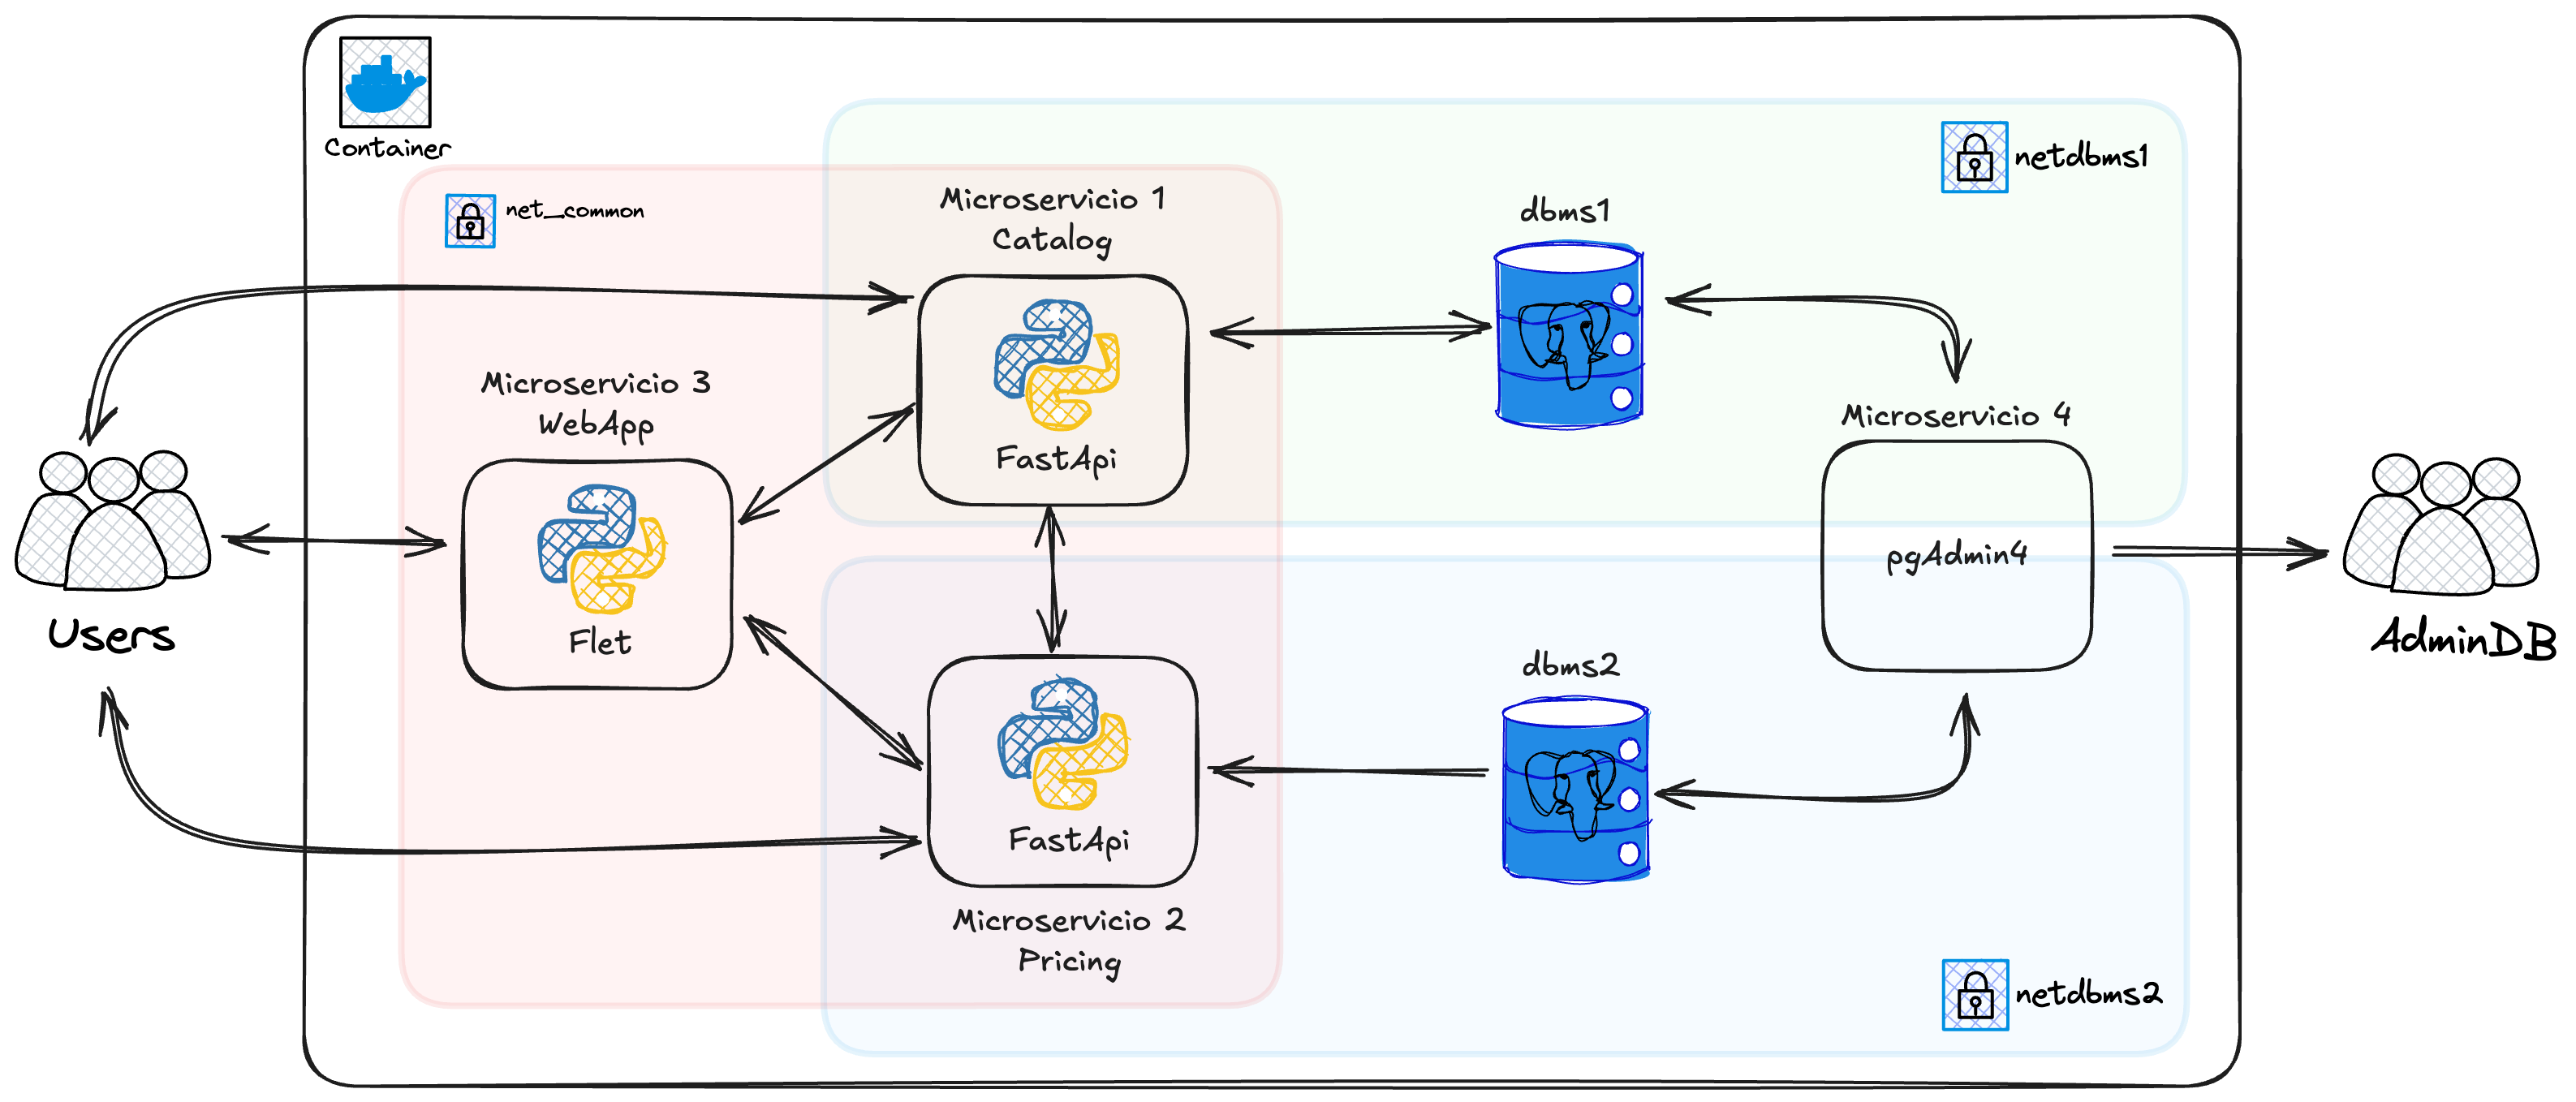 Container
net_common
netdbms1
Microservicio 1
Catalog
FastApi
dbms1
Microservicio 3
WebApp
Flet
Microservicio 4
pgAdmin4
Users
AdminDB
dbms2
FastApi
Microservicio 2
Pricing
netdbms2